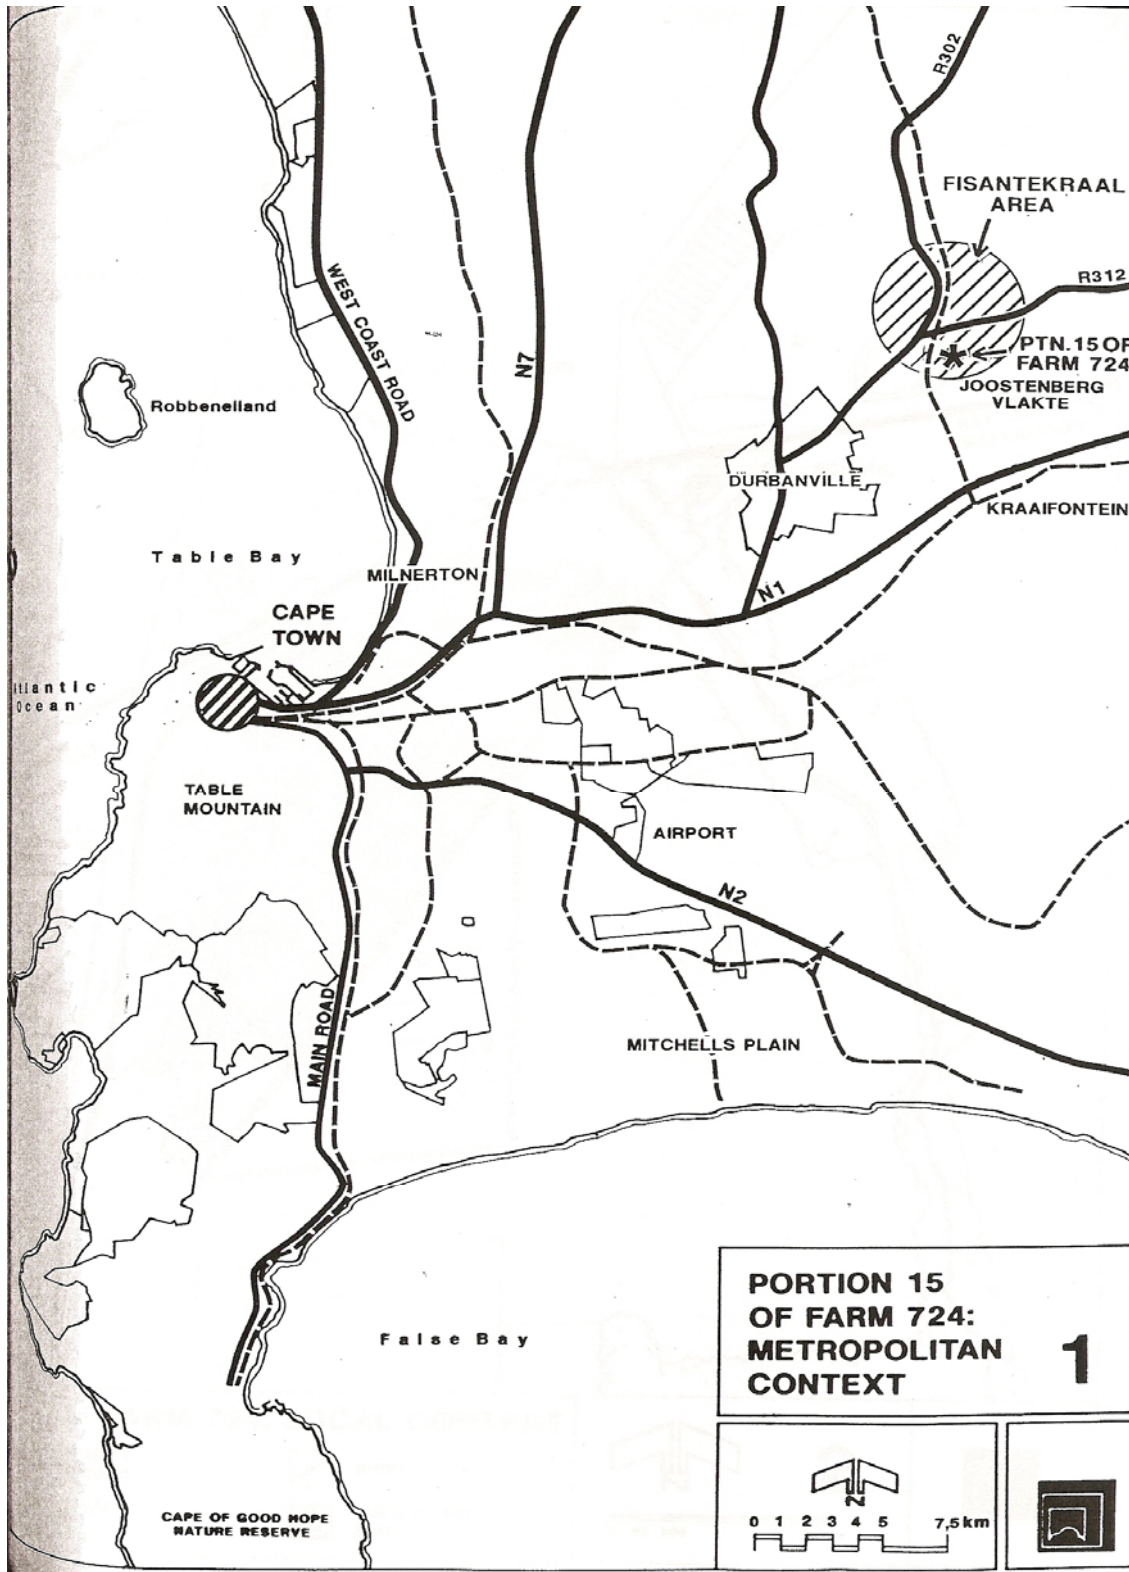 R302
FISANTEKRAAL
AREA
R312
WEST COAST ROAD
N7
PTN.15 OF
FARM 724
JOOSTENBERG
VLAKTE
Robbeneiland
DURBANVILLE
KRAAIFONTEIN
Table Bay
MILNERTON
N1
CAPE
TOWN
tlantic
Ocean
TABLE
MOUNTAIN
AIRPORT
N2
MAIN ROAD
MITCHELLS PLAIN
False Bay
PORTION 15
OF FARM 724:
METROPOLITAN
CONTEXT
1
N
0 1 2 3 4 5 7,5 km
CAPE OF GOOD HOPE
NATURE RESERVE